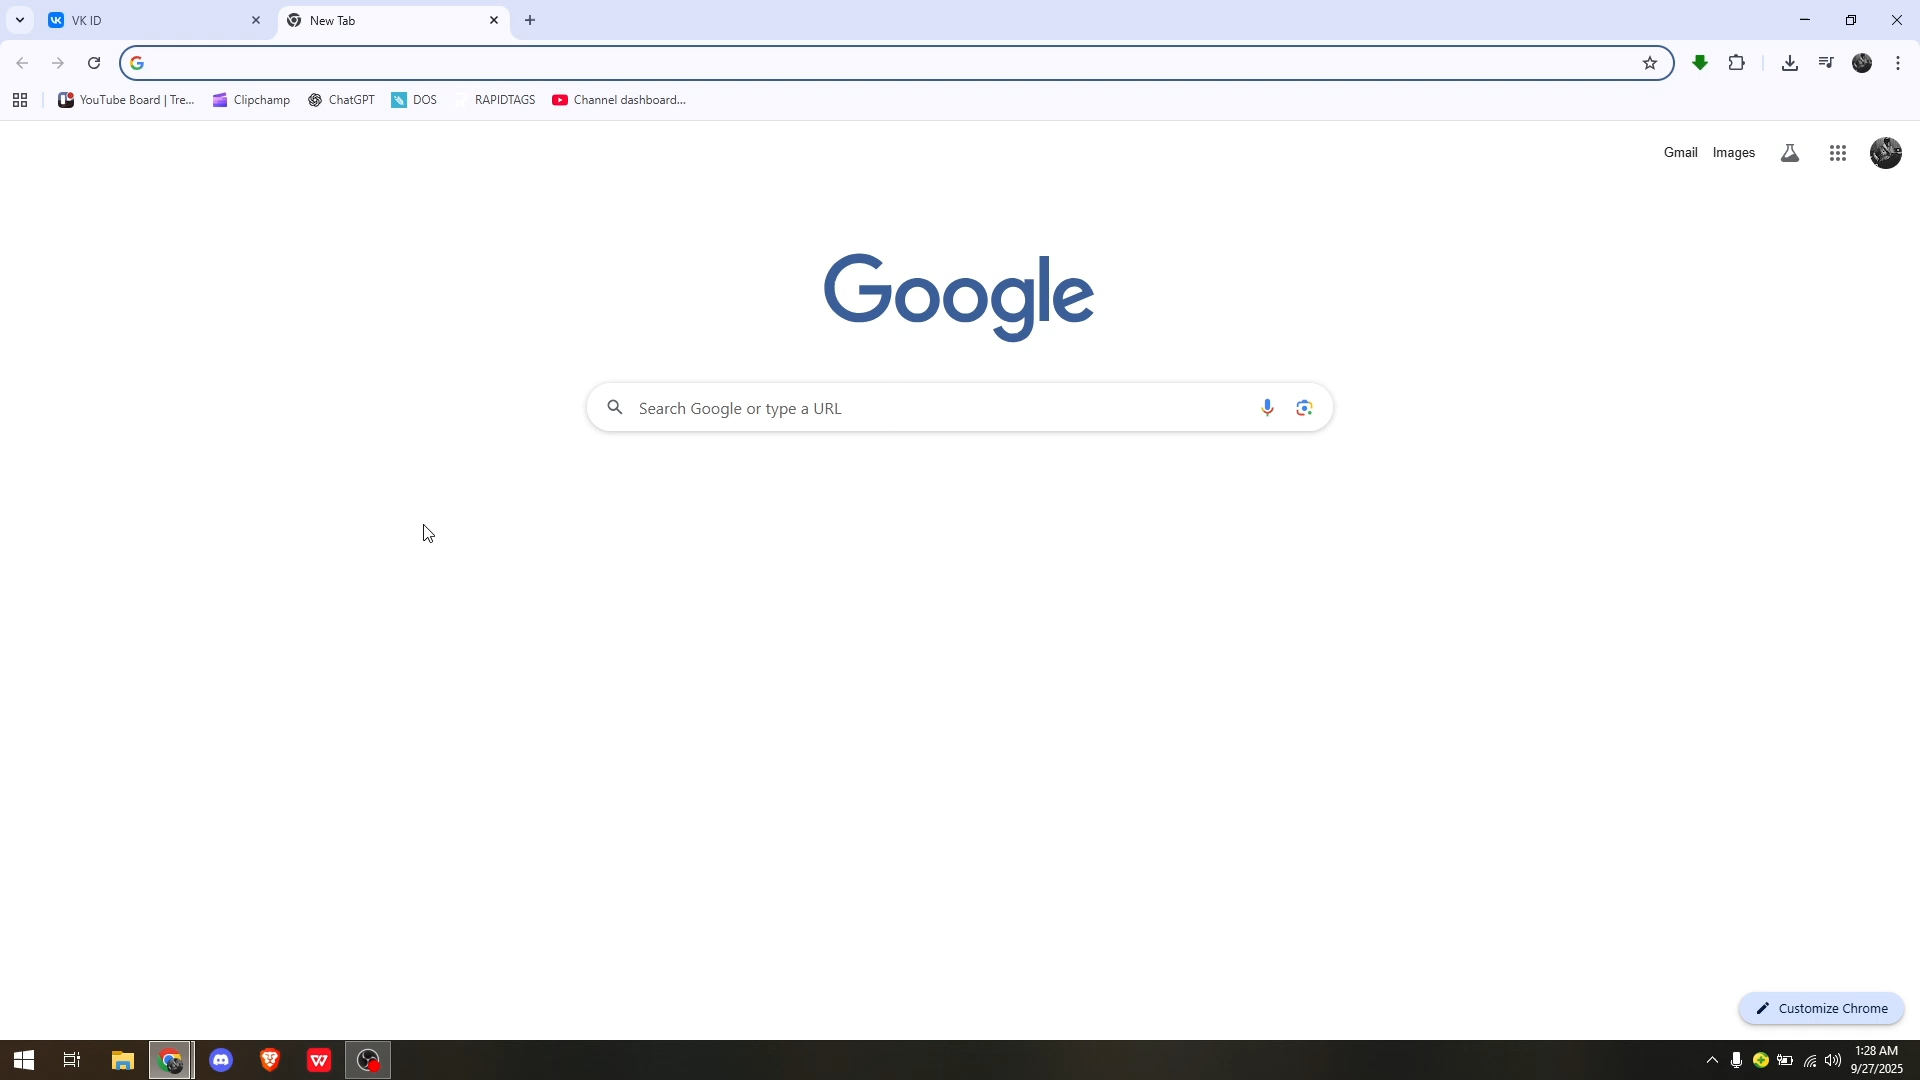 VK ID
New Tab
YouTube Board | Tre...
Clipchamp
ChatGPT
DOS
RAPIDTAGS
Channel dashboard...
Gmail
Images
Google
Search Google or type a URL
Customize Chrome
1:28 AM
9/27/2025